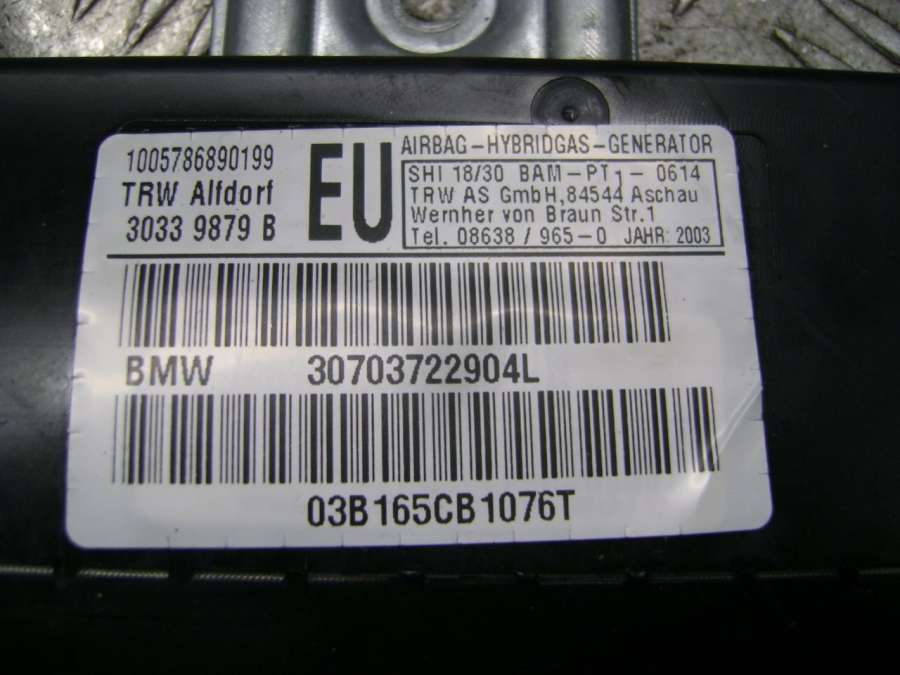 1005786890199
TRW Alfdorf
3033 9879 B
EU
AIRBAG-HYBRIDGAS-GENERATOR
SHI 18/30 BAM-PT1- 0614
TRW AS GmbH,84544 Aschau
Wernher von Braun Str.1
Tel. 08638 / 965-0 JAHR: 2003
BMW 30703722904L
03B165CB1076T